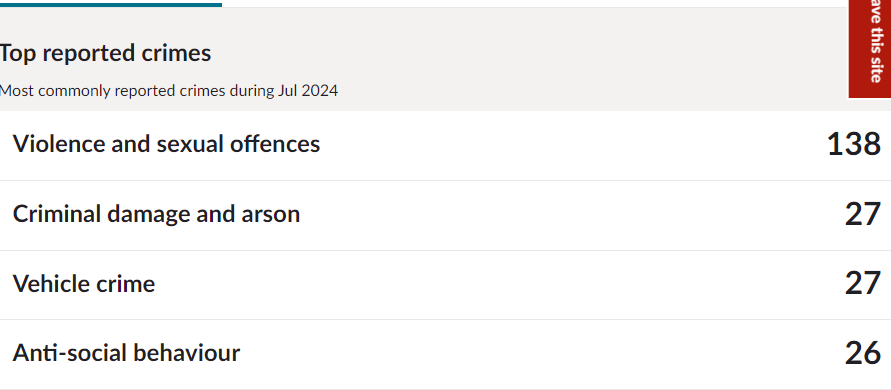 Top reported crimes
Most commonly reported crimes during Jul 2024
Violence and sexual offences 138
Criminal damage and arson 27
Vehicle crime 27
Anti-social behaviour 26
ave this site